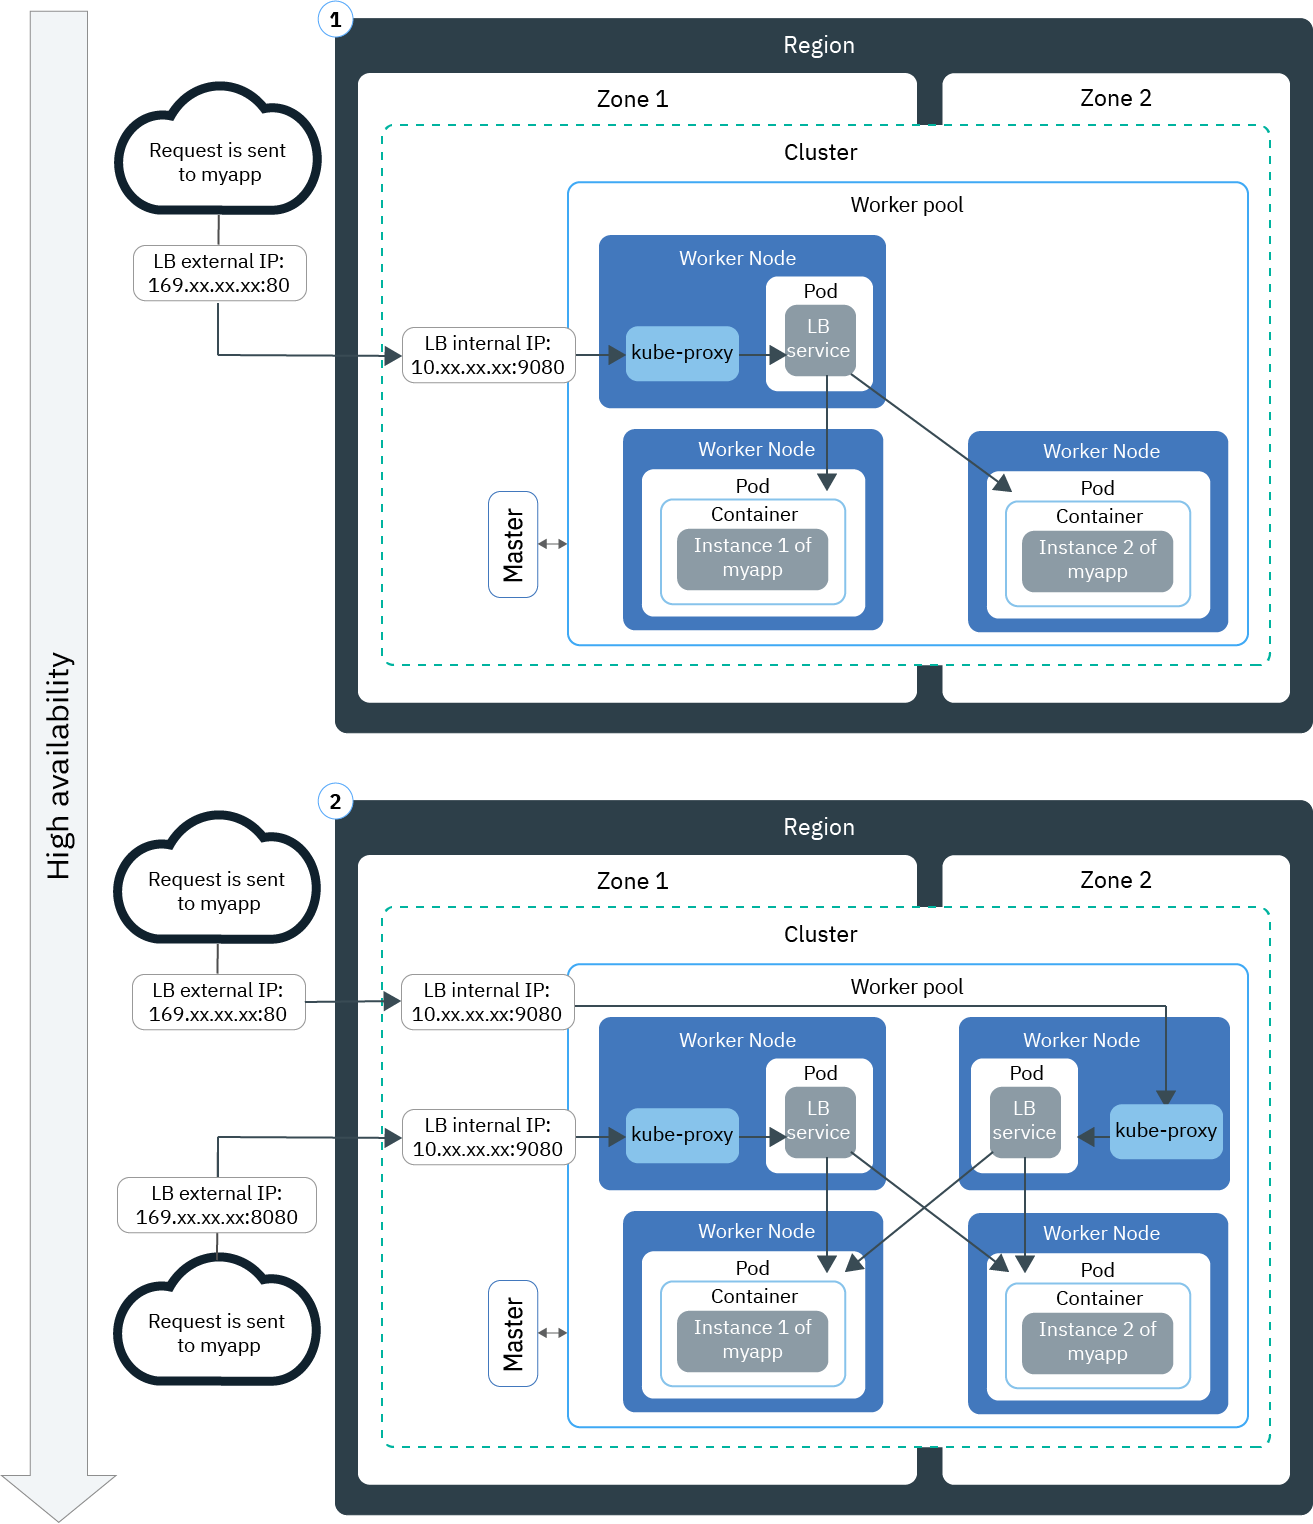 High availability
1
Region
Zone 1
Zone 2
Cluster
Worker pool
Request is sent
to myapp
LB external IP:
169.xx.xx.xx:80
LB internal IP:
10.xx.xx.xx:9080
Worker Node
kube-proxy
Pod
LB
service
Master
Worker Node
Pod
Container
Instance 1 of
myapp
Worker Node
Pod
Container
Instance 2 of
myapp
2
Region
Zone 1
Zone 2
Cluster
Worker pool
Request is sent
to myapp
LB external IP:
169.xx.xx.xx:80
LB internal IP:
10.xx.xx.xx:9080
LB internal IP:
10.xx.xx.xx:9080
LB external IP:
169.xx.xx.xx:8080
Request is sent
to myapp
Worker Node
kube-proxy
Pod
LB
service
Worker Node
Pod
LB
service
kube-proxy
Master
Worker Node
Pod
Container
Instance 1 of
myapp
Worker Node
Pod
Container
Instance 2 of
myapp